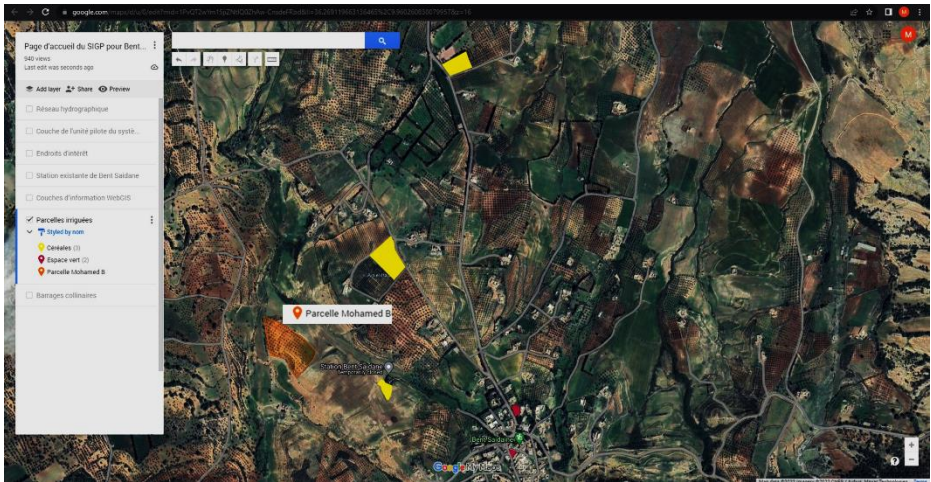 google.com
Page d'accueil du SIGP pour Bent...
940 views
Last edit was seconds ago
Add layer
Share
Preview
Réseau hydrographique
Couche de l'unité pilote du systè...
Endroits d'intérêt
Station existante de Bent Saidane
Couches d'information WebGIS
Parcelles irriguées
Styled by nom
Céréales (3)
Espace vert (2)
Parcelle Mohamed B
Barrages collinaires
M
M
Parcelle Mohamed B
Station Bent Saidane
Temporarily closed
Bent Saidane
Google My Maps